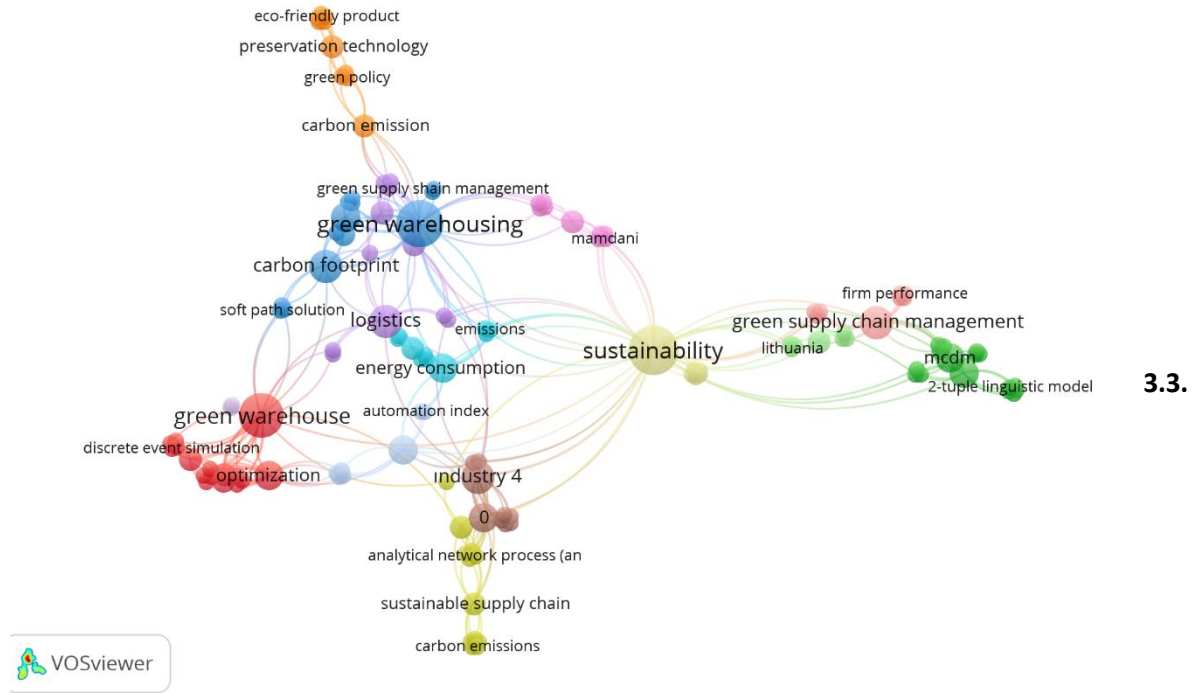 eco-friendly product
preservation technology
green policy
carbon emission
green supply shain management
green warehousing
mamdani
carbon footprint
firm performance
soft path solution
logistics
green supply chain management
emissions
lithuania
sustainability
mcdm
energy consumption
2-tuple linguistic model
3.3.
automation index
green warehouse
discrete event simulation
optimization
ındustry 4
0
analytical network process (an
sustainable supply chain
carbon emissions
VOSviewer